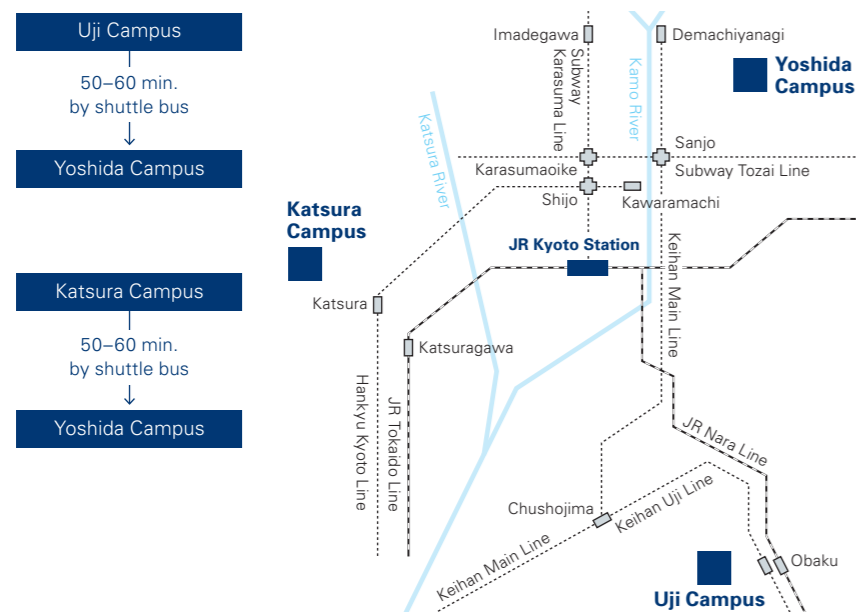 Uji Campus
50–60 min.
by shuttle bus
Yoshida Campus
Katsura Campus
50–60 min.
by shuttle bus
Yoshida Campus
Imadegawa
Demachiyanagi
Subway
Karasuma Line
Kamo River
Yoshida
Campus
Katsura River
Sanjo
Karasumaoike
Subway Tozai Line
Shijo
Kawaramachi
Katsura
Campus
JR Kyoto Station
Keihan Main Line
Katsura
Katsuragawa
Hankyu Kyoto Line
JR Tokaido Line
JR Nara Line
Chushojima
Keihan Uji Line
Keihan Main Line
Obaku
Uji Campus